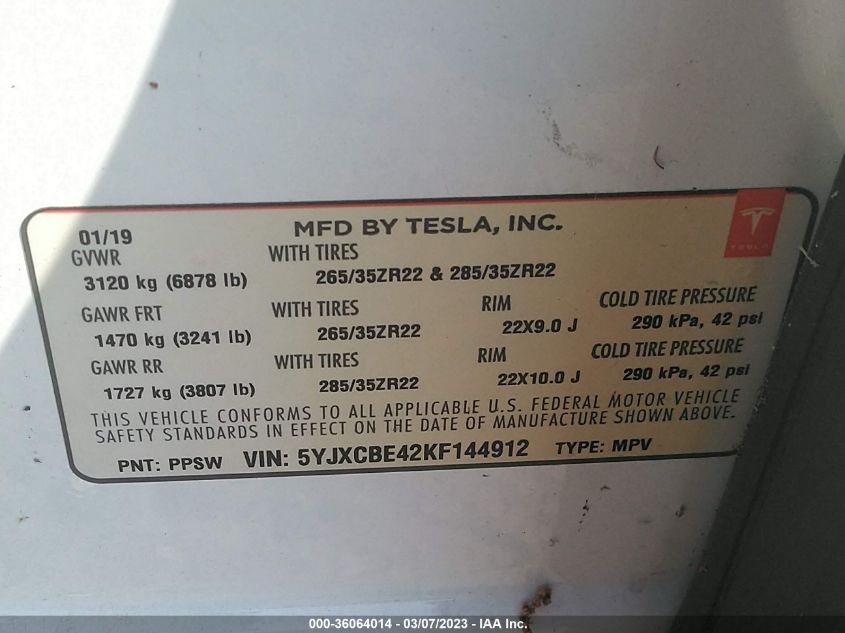 01/19 MFD BY TESLA, INC.
TESLA
GVWR WITH TIRES
3120 kg (6878 lb) 265/35ZR22 & 285/35ZR22
GAWR FRT WITH TIRES RIM COLD TIRE PRESSURE
1470 kg (3241 lb) 265/35ZR22 22X9.0 J 290 kPa, 42 psi
GAWR RR WITH TIRES RIM COLD TIRE PRESSURE
1727 kg (3807 lb) 285/35ZR22 22X10.0 J 290 kPa, 42 psi
THIS VEHICLE CONFORMS TO ALL APPLICABLE U.S. FEDERAL MOTOR VEHICLE
SAFETY STANDARDS IN EFFECT ON THE DATE OF MANUFACTURE SHOWN ABOVE.
PNT: PPSW VIN: 5YJXCBE42KF144912 TYPE: MPV
000-36064014 - 03/07/2023 - IAA Inc.